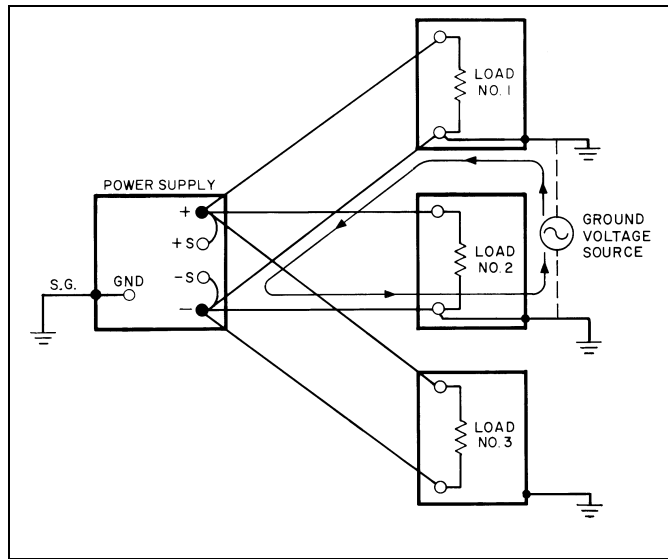 LOAD
NO. 1
POWER SUPPLY
+
+S
-S
-
S.G.
GND
LOAD
NO. 2
GROUND
VOLTAGE
SOURCE
LOAD
NO. 3